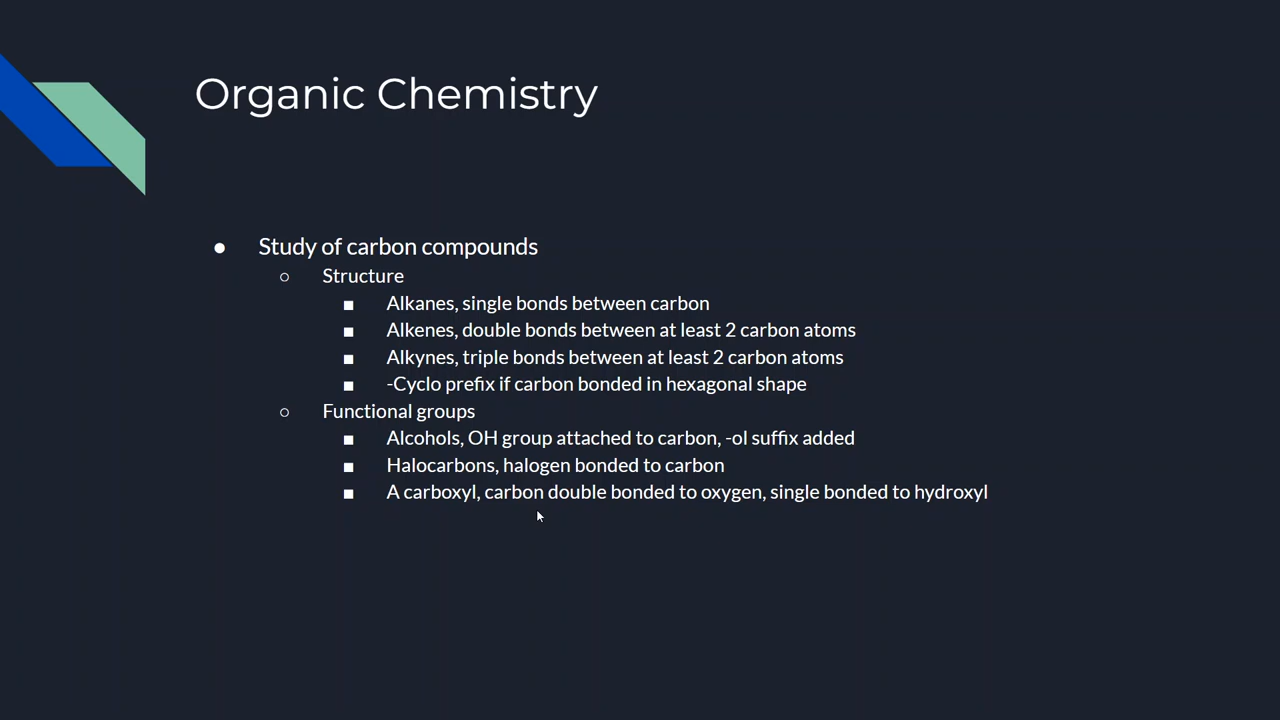 Organic Chemistry
● Study of carbon compounds
○ Structure
■ Alkanes, single bonds between carbon
■ Alkenes, double bonds between at least 2 carbon atoms
■ Alkynes, triple bonds between at least 2 carbon atoms
■ -Cyclo prefix if carbon bonded in hexagonal shape
○ Functional groups
■ Alcohols, OH group attached to carbon, -ol suffix added
■ Halocarbons, halogen bonded to carbon
■ A carboxyl, carbon double bonded to oxygen, single bonded to hydroxyl